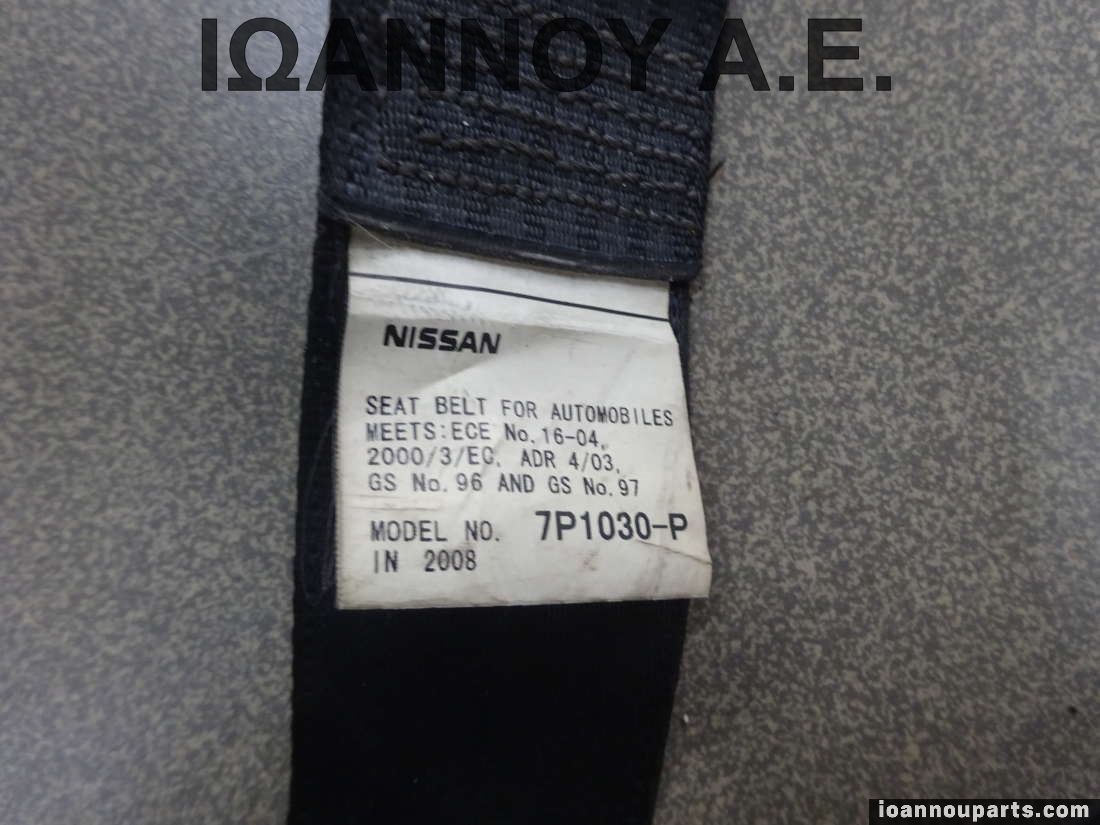 ΙΩΑΝΝΟΥ Α.Ε.
NISSAN
SEAT BELT FOR AUTOMOBILES
MEETS:ECE No.16-04,
2000/3/EC, ADR 4/03,
GS No.96 AND GS No.97
MODEL NO. 7P1030-P
IN 2008
ioannouparts.com